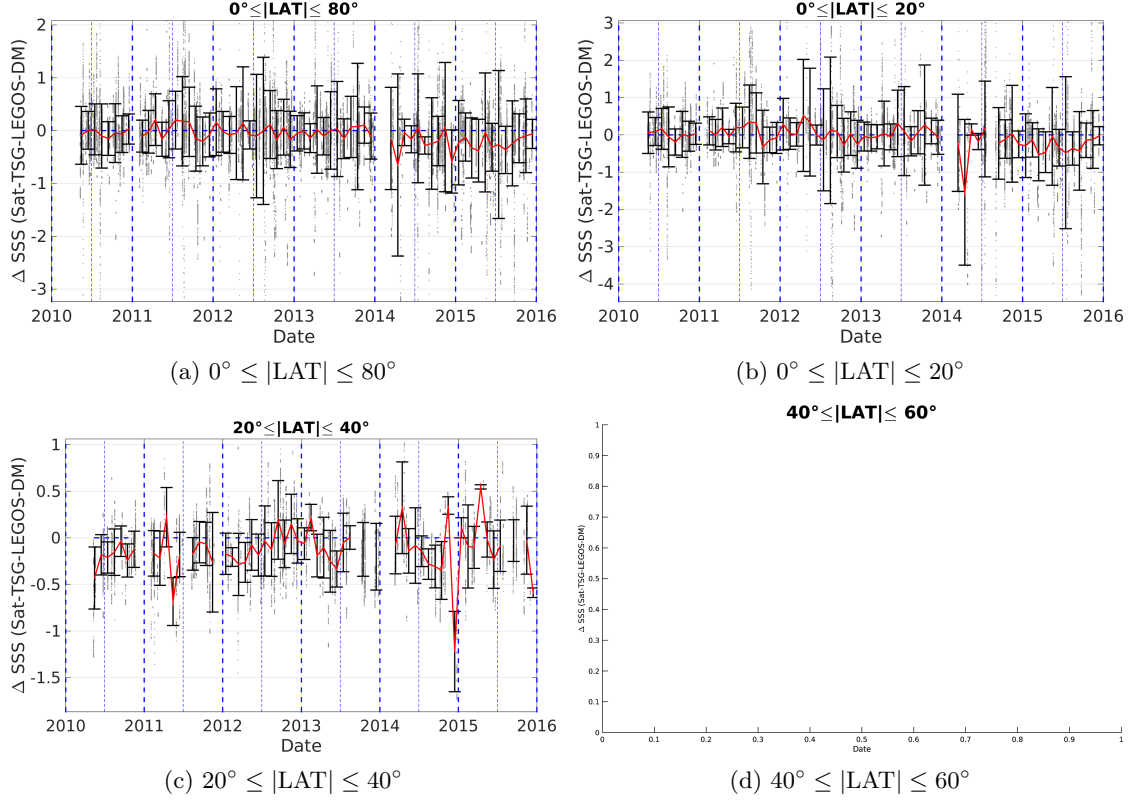 0°≤|LAT|≤ 80°
2
1
0
-1
-2
-3
Δ SSS (Sat-TSG-LEGOS-DM)
2010 2011 2012 2013 2014 2015 2016
Date
(a) 0° ≤ |LAT| ≤ 80°
0°≤|LAT|≤ 20°
3
2
1
0
-1
-2
-3
-4
Δ SSS (Sat-TSG-LEGOS-DM)
2010 2011 2012 2013 2014 2015 2016
Date
(b) 0° ≤ |LAT| ≤ 20°
20°≤|LAT|≤ 40°
1
0.5
0
-0.5
-1
-1.5
Δ SSS (Sat-TSG-LEGOS-DM)
2010 2011 2012 2013 2014 2015 2016
Date
(c) 20° ≤ |LAT| ≤ 40°
40°≤|LAT|≤ 60°
1
0.9
0.8
0.7
0.6
0.5
0.4
0.3
0.2
0.1
0
Δ SSS (Sat-TSG-LEGOS-DM)
0 0.1 0.2 0.3 0.4 0.5 0.6 0.7 0.8 0.9 1
Date
(d) 40° ≤ |LAT| ≤ 60°